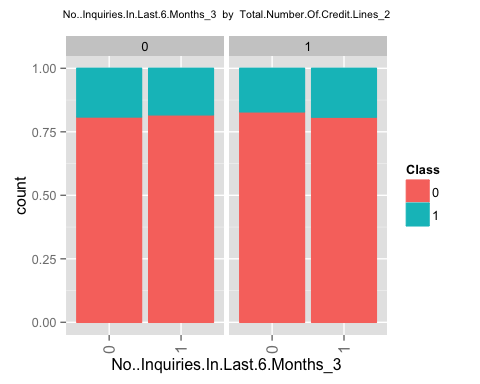 No..Inquiries.In.Last.6.Months_3 by Total.Number.Of.Credit.Lines_2
0 1
1.00
0.75
0.50
0.25
0.00
count
0 1 0 1
No..Inquiries.In.Last.6.Months_3
Class
0
1